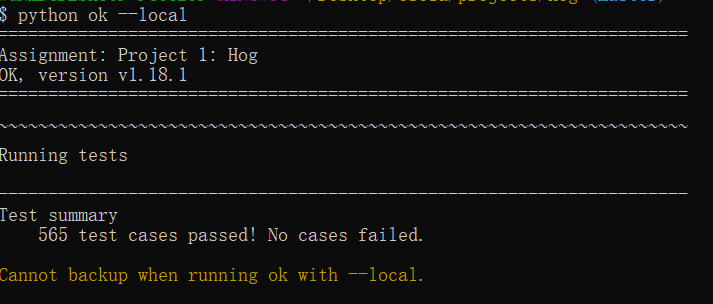 $ python ok --local
=====================================================================
Assignment: Project 1: Hog
OK, version v1.18.1
=====================================================================
~~~~~~~~~~~~~~~~~~~~~~~~~~~~~~~~~~~~~~~~~~~~~~~~~~~~~~~~~~~~~~~~~~~~~
Running tests
---------------------------------------------------------------------
Test summary
565 test cases passed! No cases failed.
Cannot backup when running ok with --local.